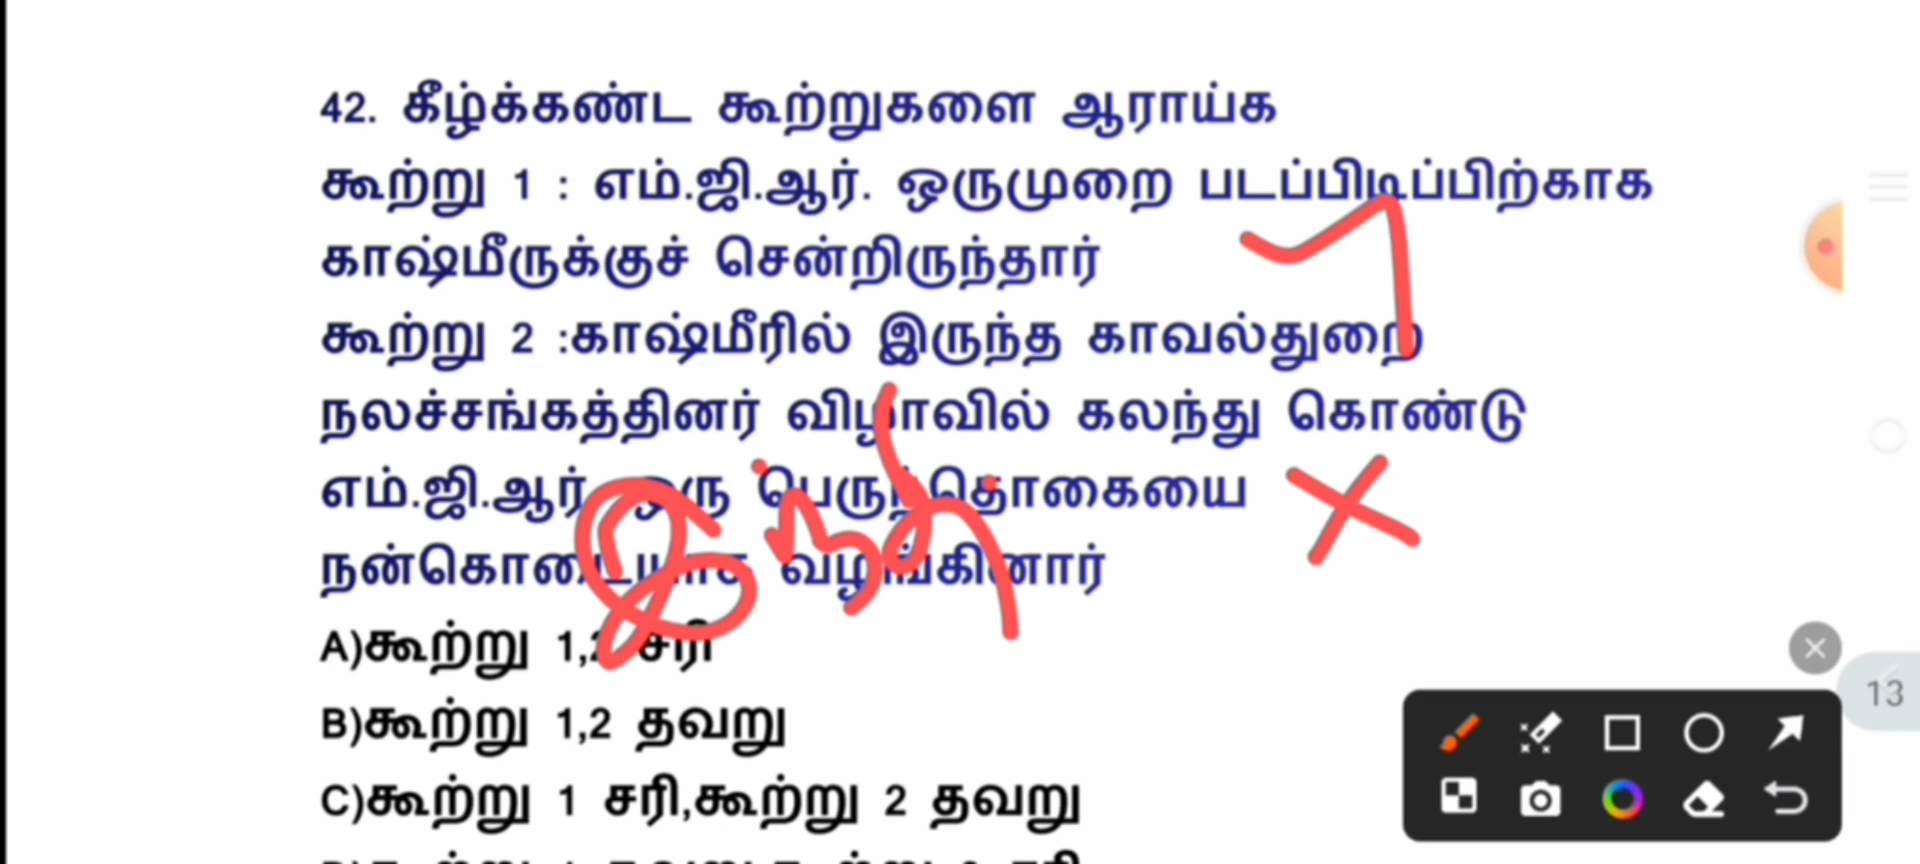 42. கீழ்க்கண்ட கூற்றுகளை ஆராய்க
கூற்று 1 : எம்.ஜி.ஆர். ஒருமுறை படப்பிடிப்பிற்காக
காஷ்மீருக்குச் சென்றிருந்தார்
கூற்று 2 :காஷ்மீரில் இருந்த காவல்துறை
நலச்சங்கத்தினர் விழாவில் கலந்து கொண்டு
எம்.ஜி.ஆர் ஒரு பெருந்தொகையை
நன்கொடையாக வழங்கினார்
A)கூற்று 1,2 சரி
B)கூற்று 1,2 தவறு
C)கூற்று 1 சரி,கூற்று 2 தவறு
13